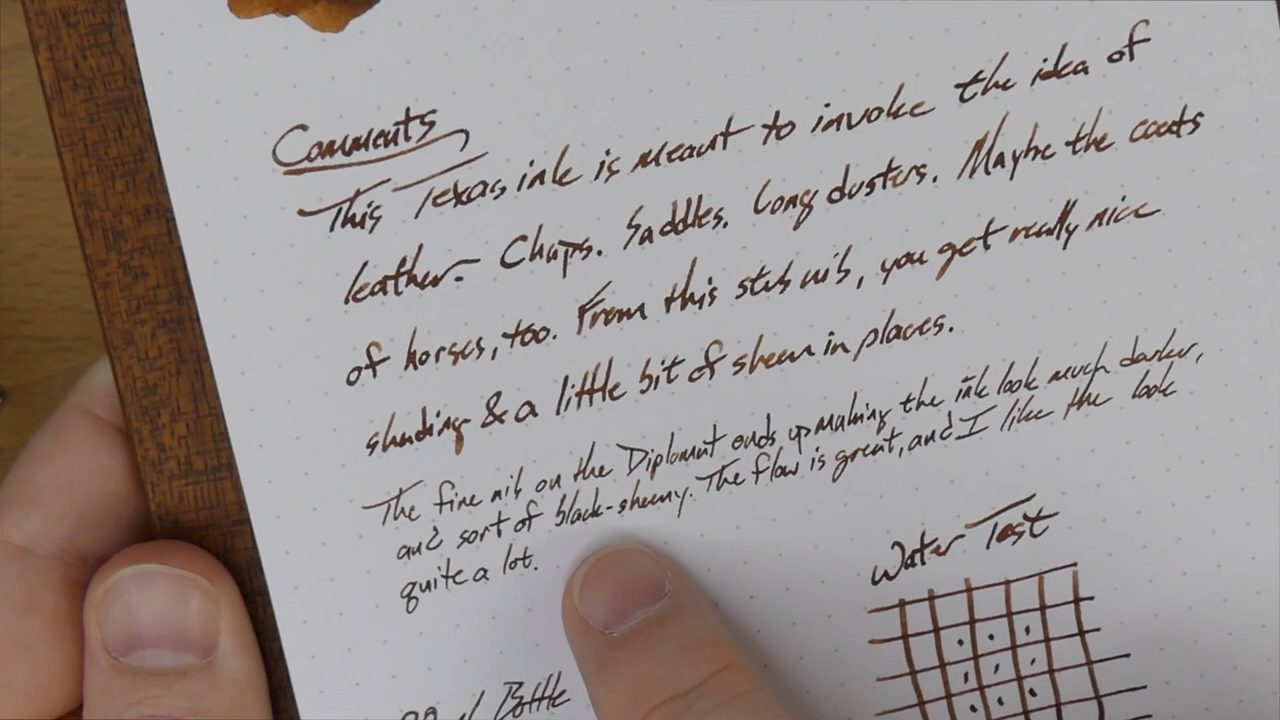 Comments
This Texas ink is meant to invoke the idea of
leather. Chaps. Saddles. Long dusters. Maybe the coats
of horses, too. From this stub nib, you get really nice
shading & a little bit of sheen in places.
The fine nib on the Diplomat ends up making the ink look much darker,
and sort of black-sheeny. The flow is great, and I like the look
quite a lot.
Water Test
Bottle